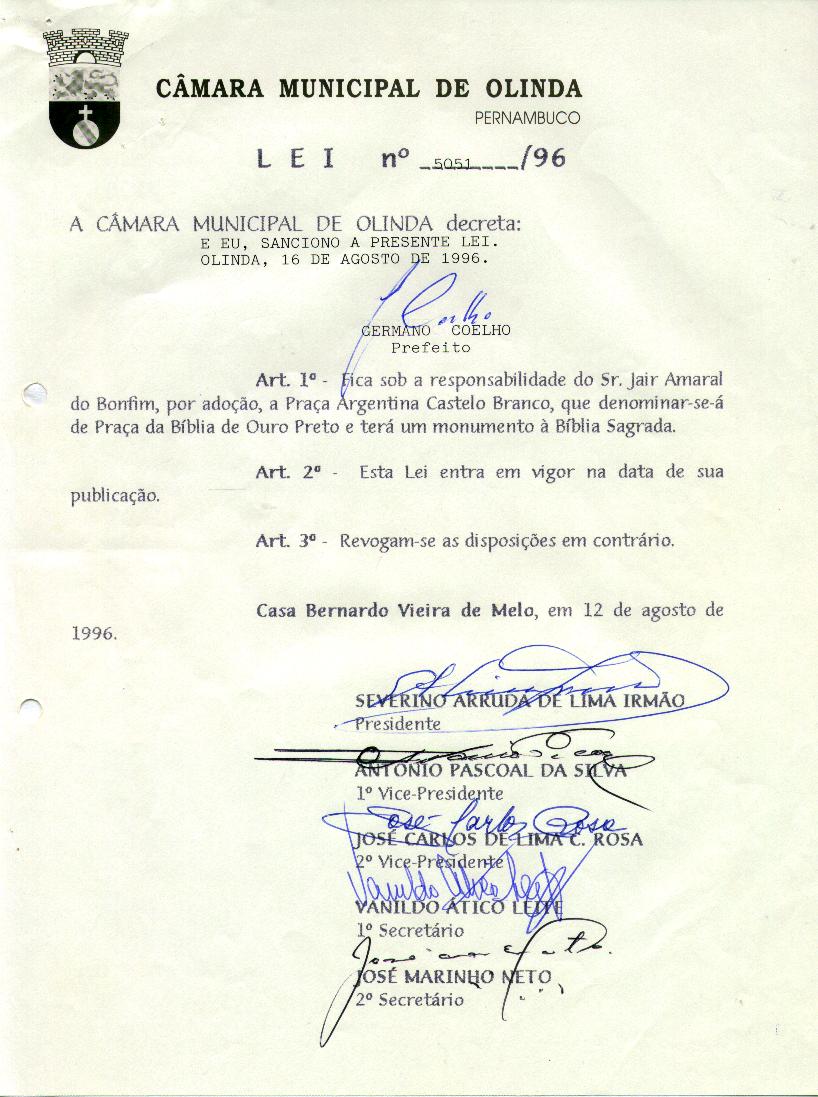 CÂMARA MUNICIPAL DE OLINDA
PERNAMBUCO
LEI nº 5051 /96
A CÂMARA MUNICIPAL DE OLINDA decreta:
E EU, SANCIONO A PRESENTE LEI.
OLINDA, 16 DE AGOSTO DE 1996.
GERMANO COELHO
Prefeito
Art. 1º - Fica sob a responsabilidade do Sr. Jair Amaral
do Bonfim, por adoção, a Praça Argentina Castelo Branco, que denominar-se-á
de Praça da Bíblia de Ouro Preto e terá um monumento à Bíblia Sagrada.
Art. 2º - Esta Lei entra em vigor na data de sua
publicação.
Art. 3º - Revogam-se as disposições em contrário.
Casa Bernardo Vieira de Melo, em 12 de agosto de
1996.
SEVERINO ARRUDA DE LIMA IRMÃO
Presidente
ANTONIO PASCOAL DA SILVA
1º Vice-Presidente
José Carlos Rosa
JOSÉ CARLOS DE LIMA C. ROSA
2º Vice-Presidente
Vanildo Ático Leite
VANILDO ÁTICO LEITE
1º Secretário
JOSÉ MARINHO NETO
2º Secretário